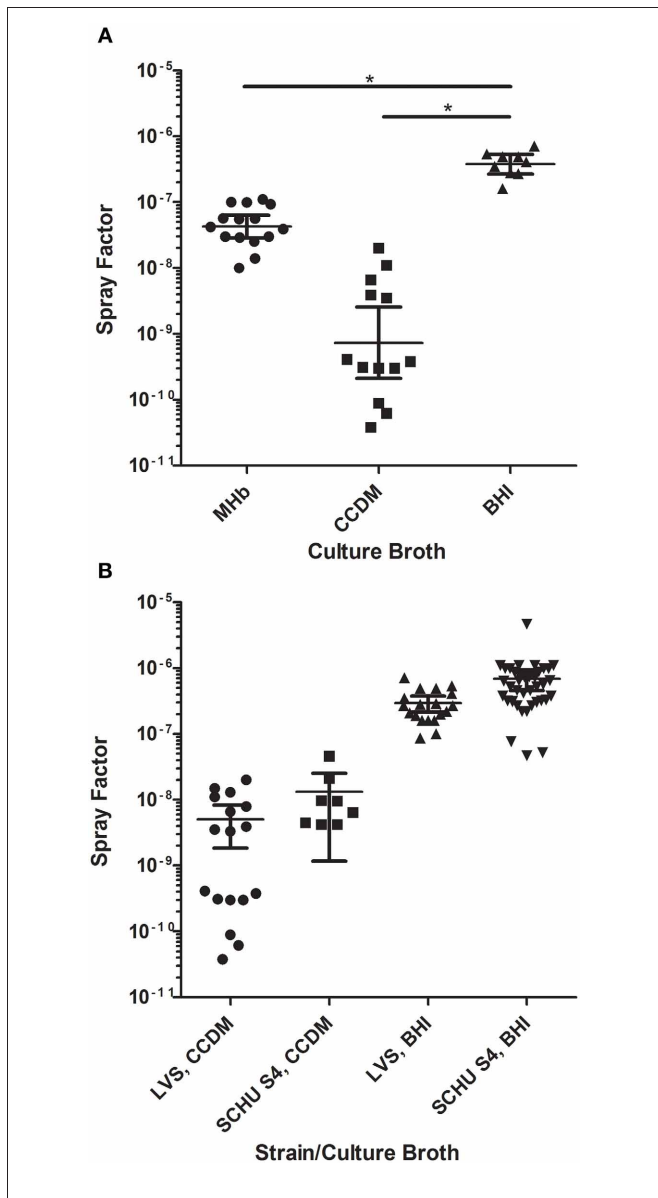 A
10-5
*
10-6
*
10-7
10-8
10-9
10-10
10-11
Spray Factor
MHb
CCDM
BHI
Culture Broth
B
10-5
10-6
10-7
10-8
10-9
10-10
10-11
Spray Factor
LVS, CCDM
SCHU S4, CCDM
LVS, BHI
SCHU S4, BHI
Strain/Culture Broth